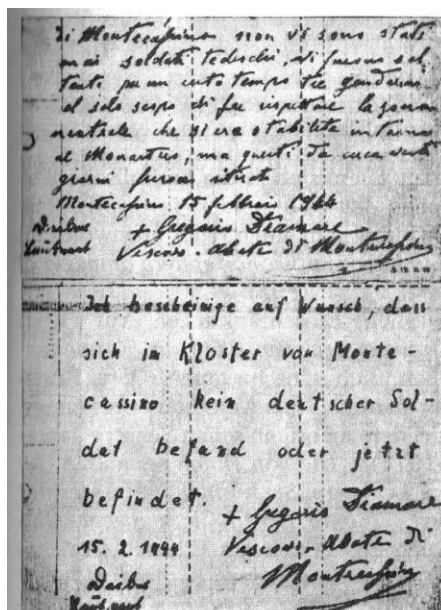 di Montecassino non vi sono stati
mai soldati tedeschi, vi furono sol
tanto per un certo tempo tre gendarmi
al solo scopo di far rispettare la zona
neutrale che si era stabilita intorno
al Monastero, ma questi da circa venti
giorni furono ritirati
Montecassino 15 febbraio 1944
Deiber
Leutnant
+ Gregorio Diamare
Vescovo-Abate di Montecassino
Ich bescheinige auf Wunsch, dass
sich im Kloster von Monte-
cassino kein deutscher Sol-
dat befand oder jetzt
befindet.
15. 2. 1944
+ Gregorio Diamare
Vescovo-Abate di
Montecassino
Deiber
Leutnant